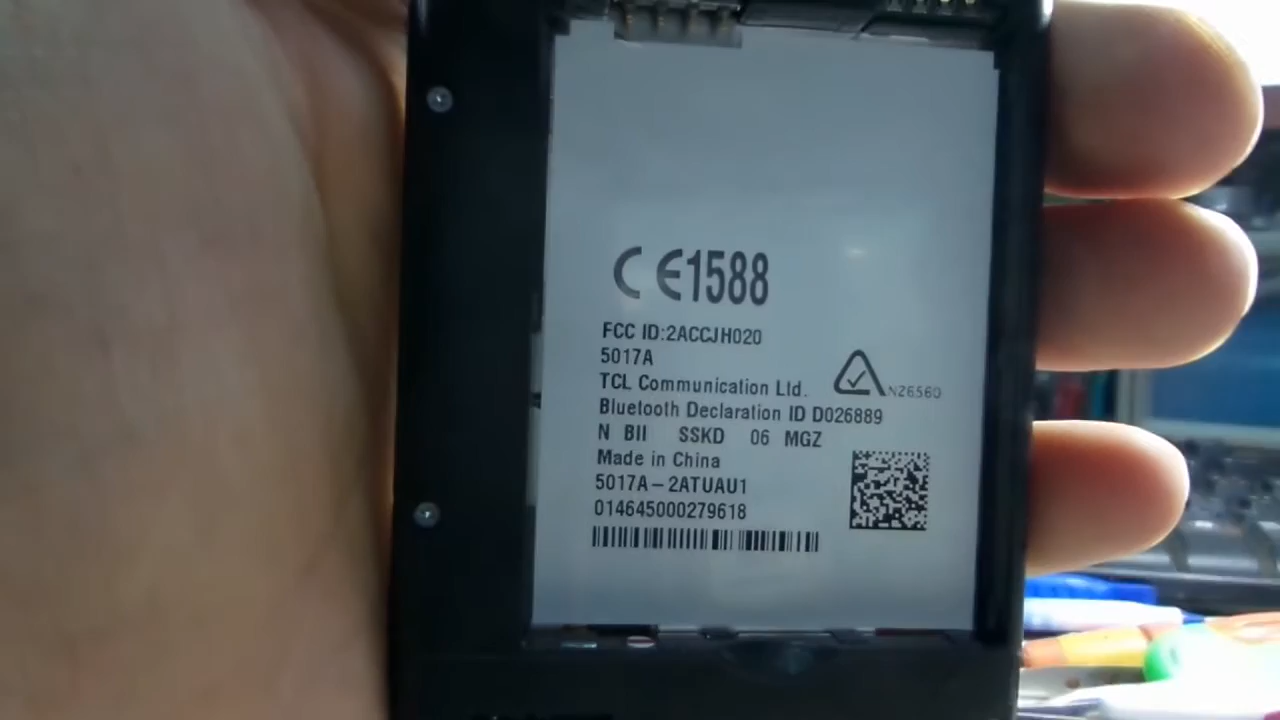 CE1588
FCC ID:2ACCJH020
5017A
TCL Communication Ltd.
N26560
Bluetooth Declaration ID D026889
N BII SSKD 06 MGZ
Made in China
5017A-2ATUAU1
014645000279618